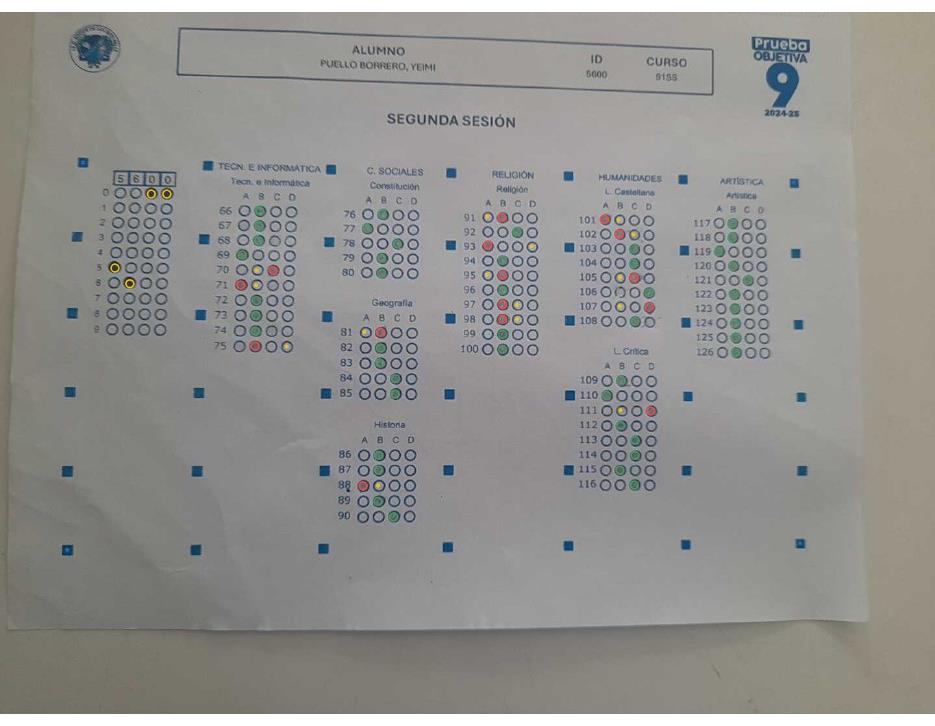 ALUMNO
PUELLO BORRERO, YEIMI
ID
5600
CURSO
Prueba
OBJETIVA
9
2024-25
SEGUNDA SESIÓN
5 6 0 0
0
1
2
3
4
5
6
7
8
9
TECN. E INFORMÁTICA
Tecn. e Informática
A B C D
66
67
68
69
70
71
72
73
74
75
C. SOCIALES
Constitución
A B C D
76
77
78
79
80
Geografía
A B C D
81
82
83
84
85
Historia
A B C D
86
87
88
89
90
RELIGIÓN
Religión
A B C D
91
92
93
94
95
96
97
98
99
100
HUMANIDADES
L. Castellana
A B C D
101
102
103
104
105
106
107
108
L. Crítica
A B C D
109
110
111
112
113
114
115
116
ARTÍSTICA
Artística
A B C D
117
118
119
120
121
122
123
124
125
126